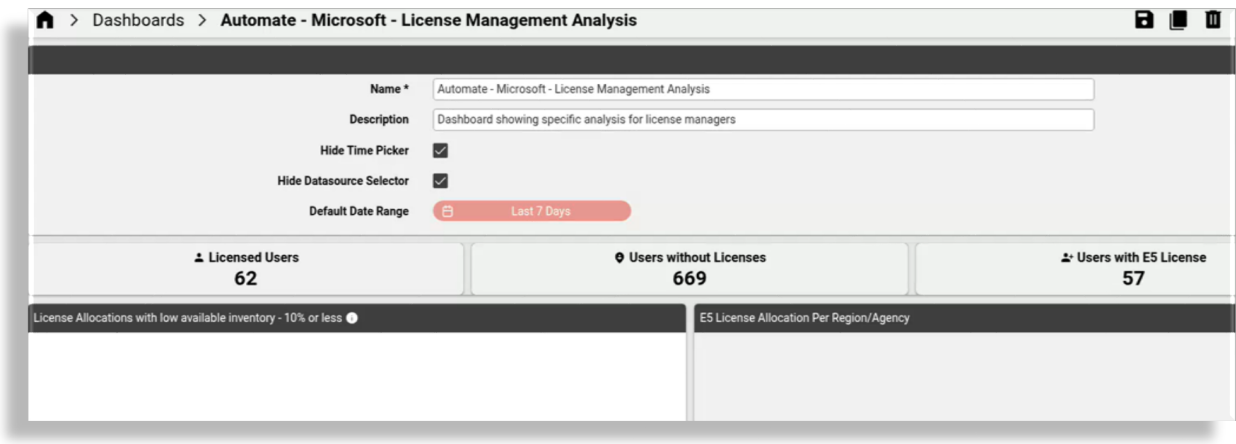 > Dashboards > Automate - Microsoft - License Management Analysis
Name * Automate - Microsoft - License Management Analysis
Description Dashboard showing specific analysis for license managers
Hide Time Picker
Hide Datasource Selector
Default Date Range Last 7 Days
Licensed Users
62
Users without Licenses
669
Users with E5 License
57
License Allocations with low available inventory - 10% or less
E5 License Allocation Per Region/Agency